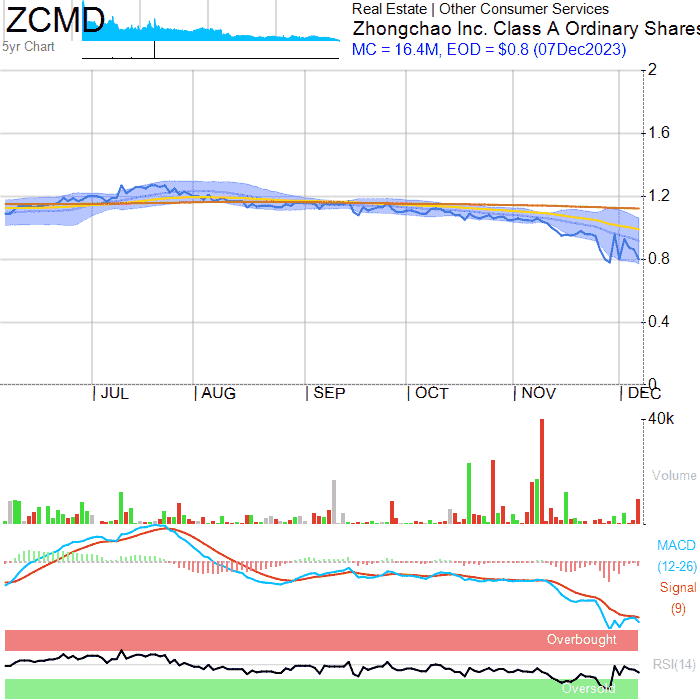 ZCMD
5yr Chart
Real Estate | Other Consumer Services
Zhongchao Inc. Class A Ordinary Shares
MC = 16.4M, EOD = $0.8 (07Dec2023)
2
1.6
1.2
0.8
0.4
0
JUL
AUG
SEP
OCT
NOV
DEC
40k
Volume
MACD
(12-26)
Signal
(9)
Overbought
RSI(14)
Oversold